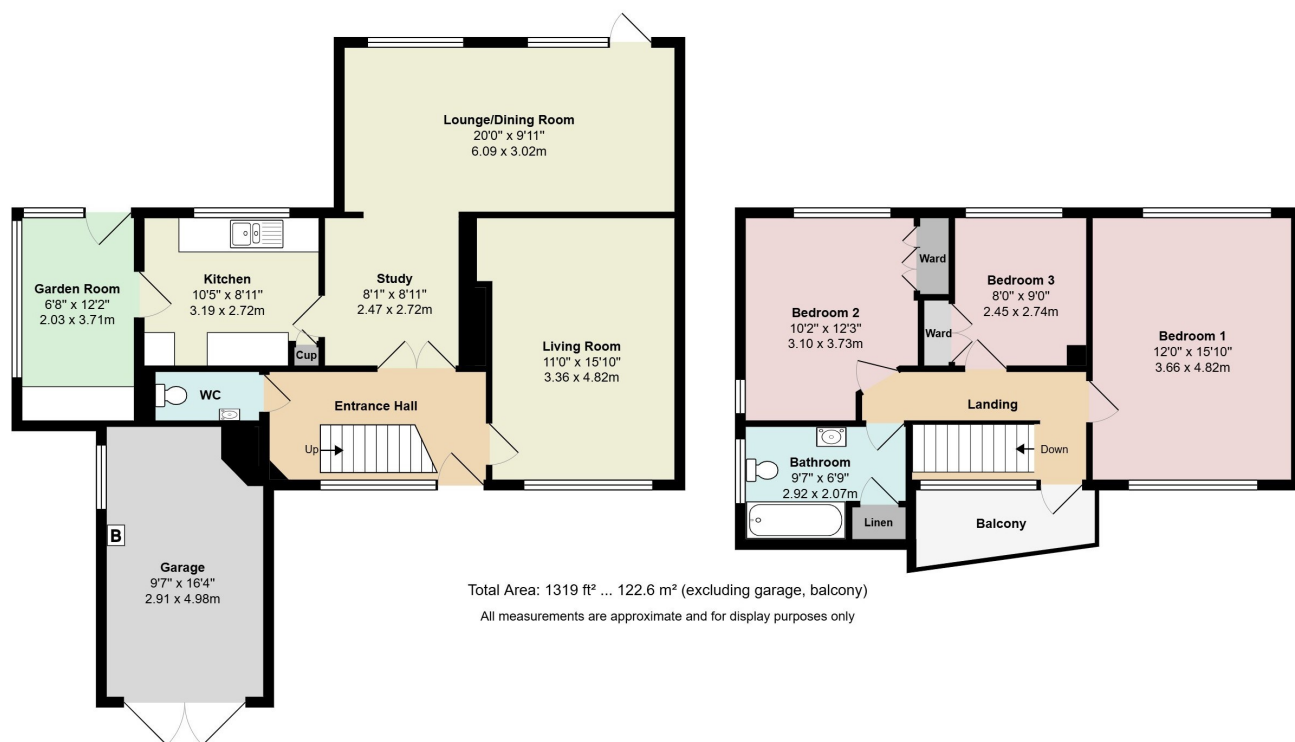 Lounge/Dining Room
20'0" x 9'11"
6.09 x 3.02m
Garden Room
6'8" x 12'2"
2.03 x 3.71m
Kitchen
10'5" x 8'11"
3.19 x 2.72m
Cup
Study
8'1" x 8'11"
2.47 x 2.72m
Living Room
11'0" x 15'10"
3.36 x 4.82m
WC
Entrance Hall
Up
B
Garage
9'7" x 16'4"
2.91 x 4.98m
Bedroom 2
10'2" x 12'3"
3.10 x 3.73m
Ward
Ward
Bedroom 3
8'0" x 9'0"
2.45 x 2.74m
Bedroom 1
12'0" x 15'10"
3.66 x 4.82m
Landing
Down
Bathroom
9'7" x 6'9"
2.92 x 2.07m
Linen
Balcony
Total Area: 1319 ft² ... 122.6 m² (excluding garage, balcony)
All measurements are approximate and for display purposes only